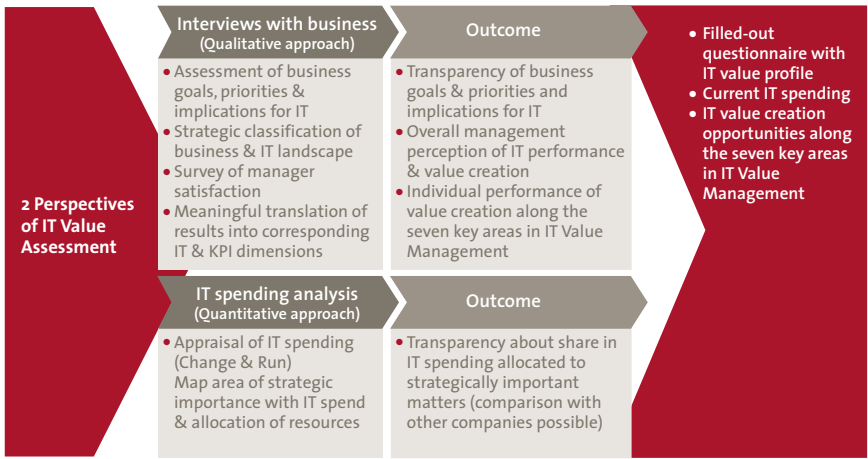 2 Perspectives
of IT Value
Assessment
Interviews with business
(Qualitative approach)
• Assessment of business
goals, priorities &
implications for IT
• Strategic classification of
business & IT landscape
• Survey of manager
satisfaction
• Meaningful translation of
results into corresponding
IT & KPI dimensions
Outcome
• Transparency of business
goals & priorities and
implications for IT
• Overall management
perception of IT performance
& value creation
• Individual performance of
value creation along the
seven key areas in IT Value
Management
IT spending analysis
(Quantitative approach)
• Appraisal of IT spending
(Change & Run)
Map area of strategic
importance with IT spend
& allocation of resources
Outcome
• Transparency about share in
IT spending allocated to
strategically important
matters (comparison with
other companies possible)
• Filled-out
questionnaire with
IT value profile
• Current IT spending
• IT value creation
opportunities along
the seven key areas
in IT Value
Management